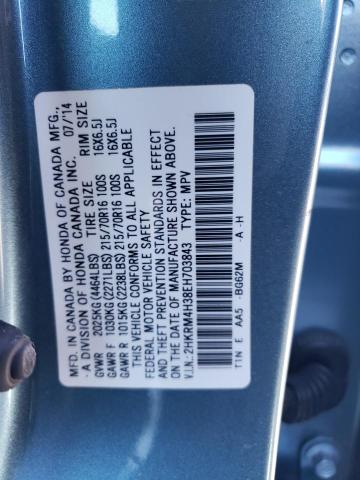 MFD. IN CANADA BY HONDA OF CANADA MFG.,
- A DIVISION OF HONDA CANADA INC. 07/'14
TIRE SIZE RIM SIZE
GVWR 2025KG (4464LBS)
GAWR F 1030KG (2271LBS) 215/70R16 100S 16X6.5J
GAWR R 1015KG (2238LBS) 215/70R16 100S 16X6.5J
THIS VEHICLE CONFORMS TO ALL APPLICABLE
FEDERAL MOTOR VEHICLE SAFETY
AND THEFT PREVENTION STANDARDS IN EFFECT
ON THE DATE OF MANUFACTURE SHOWN ABOVE.
V.I.N.: 2HKRM4H38EH703843 TYPE: MPV
T1N E AA5 -BG62M -A -H